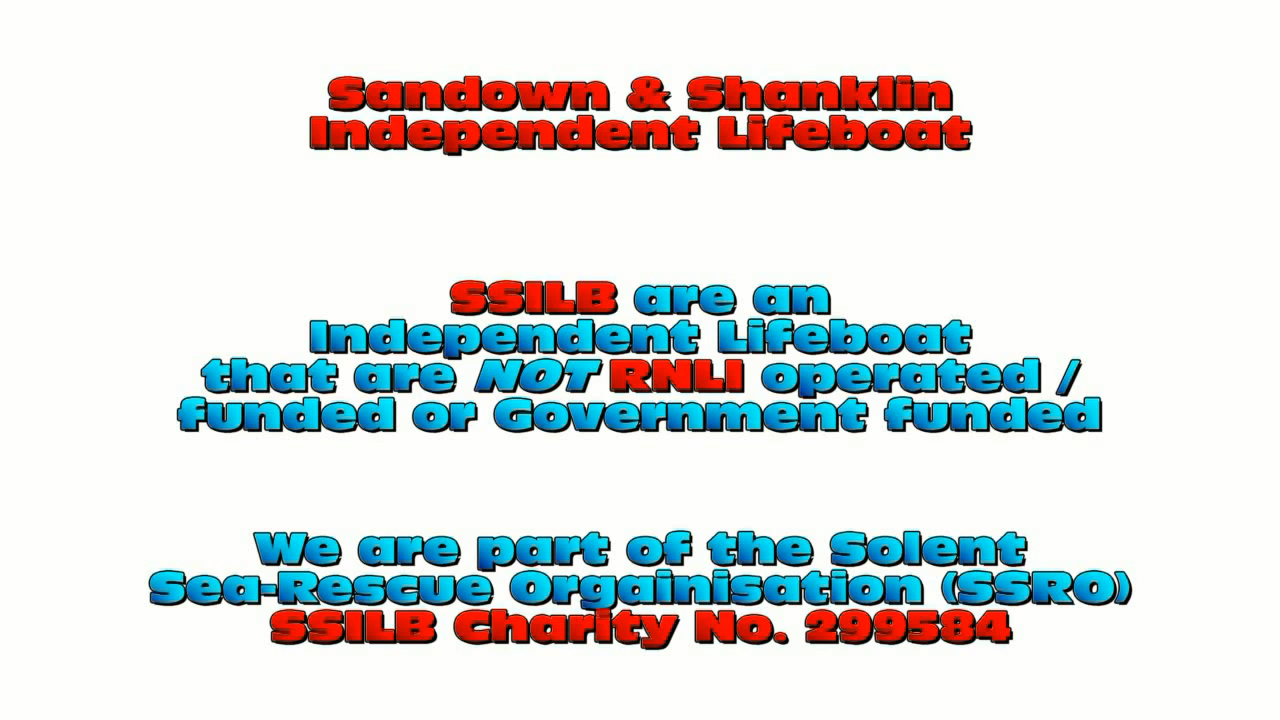 Sandown & Shanklin
Independent Lifeboat
SSILB are an
Independent Lifeboat
that are NOT RNLI operated /
funded or Government funded
We are part of the Solent
Sea-Rescue Orgainisation (SSRO)
SSILB Charity No. 299584